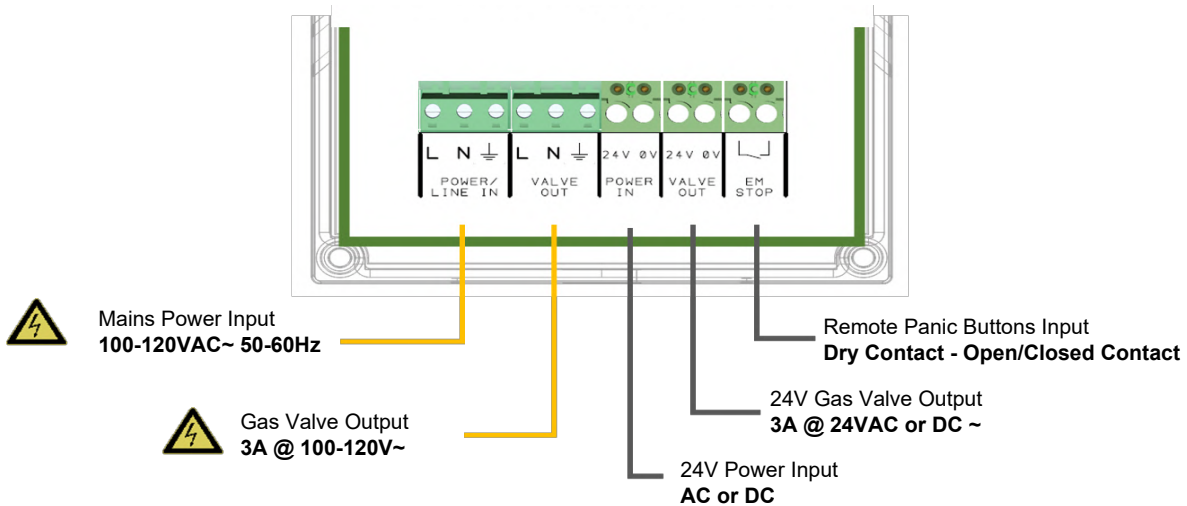 L N L N 24V 0V 24V 0V
POWER/ VALVE POWER VALVE EM
LINE IN OUT IN OUT STOP
Mains Power Input
100-120VAC~ 50-60Hz
Remote Panic Buttons Input
Dry Contact - Open/Closed Contact
24V Gas Valve Output
3A @ 24VAC or DC ~
Gas Valve Output
3A @ 100-120V~
24V Power Input
AC or DC